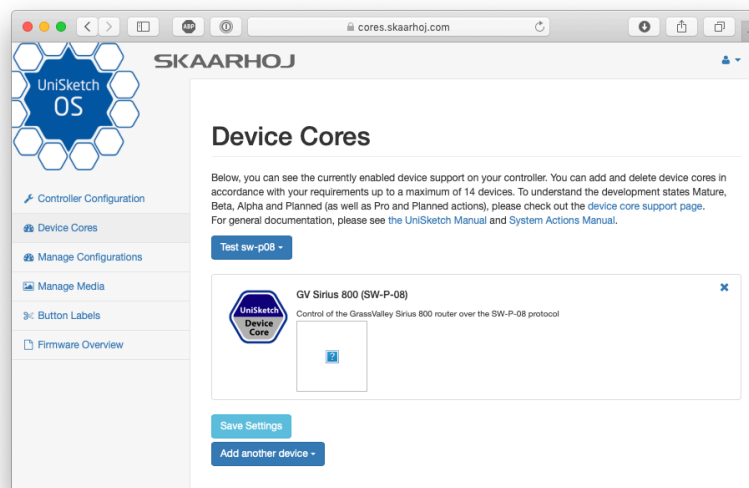 ABP
cores.skaarhoj.com
UniSketch
OS
SKAARHOJ
Controller Configuration
Device Cores
Manage Configurations
Manage Media
Button Labels
Firmware Overview
Device Cores
Below, you can see the currently enabled device support on your controller. You can add and delete device cores in
accordance with your requirements up to a maximum of 14 devices. To understand the development states Mature,
Beta, Alpha and Planned (as well as Pro and Planned actions), please check out the device core support page.
For general documentation, please see the UniSketch Manual and System Actions Manual.
Test sw-p08
UniSketch
Device
Core
GV Sirius 800 (SW-P-08)
Control of the GrassValley Sirius 800 router over the SW-P-08 protocol
?
Save Settings
Add another device